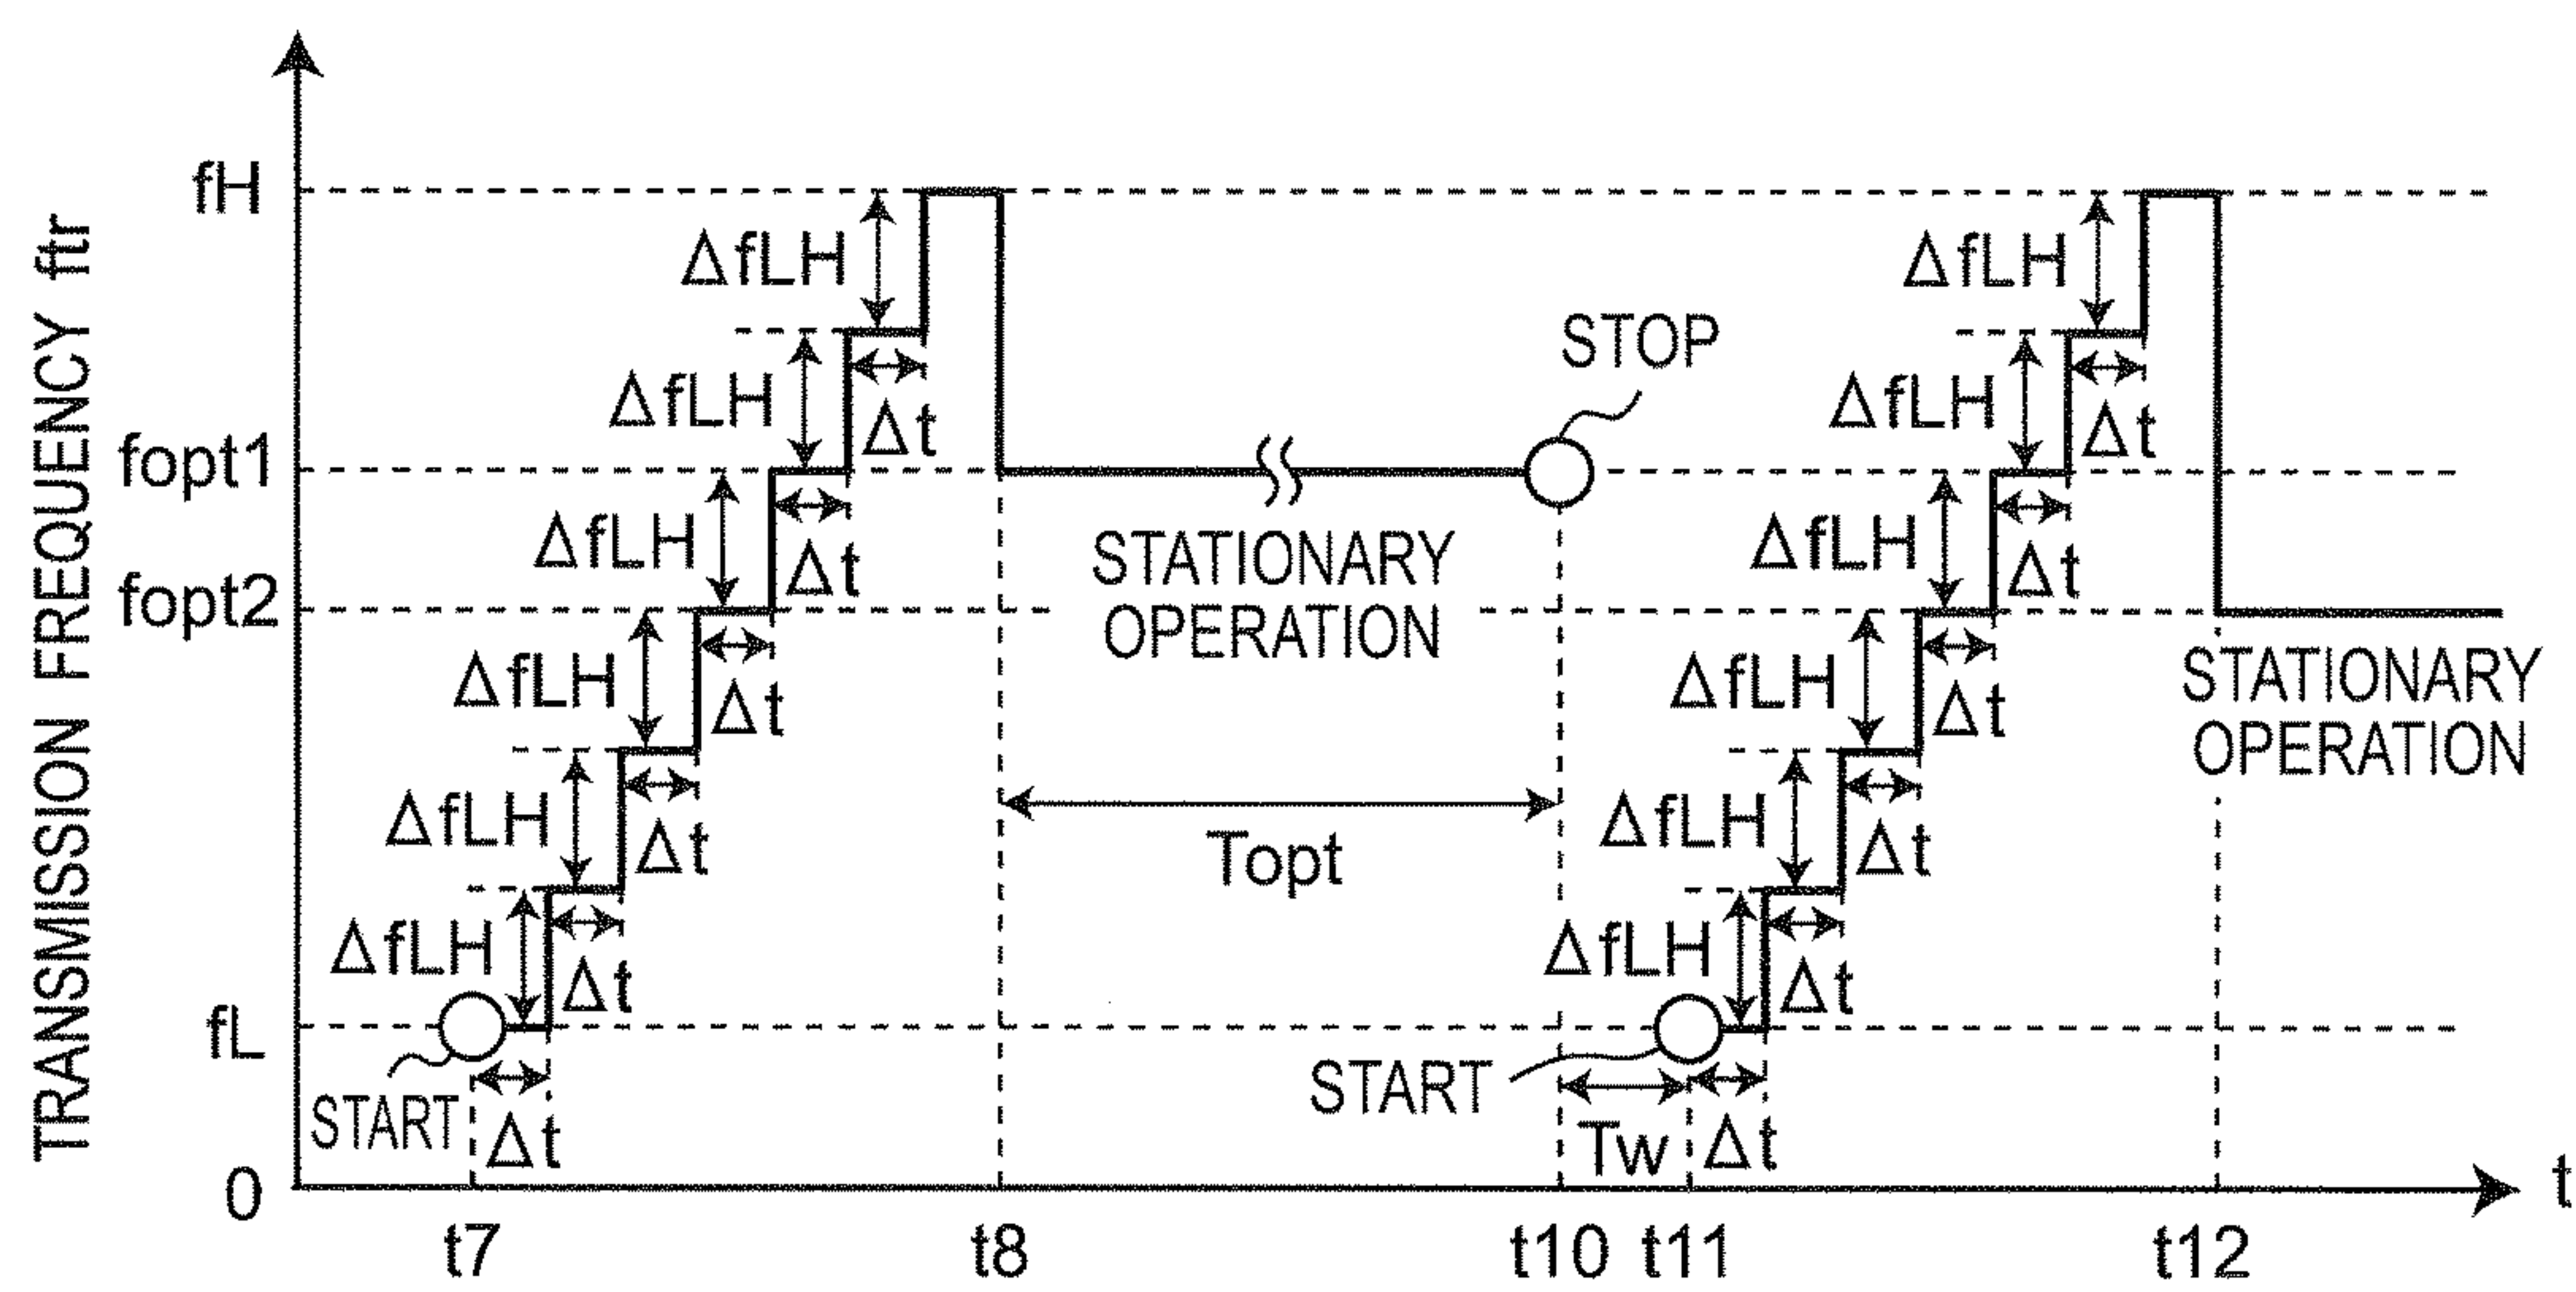 TRANSMISSION FREQUENCY ftr
fH
ΔfLH
ΔfLH
STOP
ΔfLH
ΔfLH
Δt
Δt
fopt1
ΔfLH
Δt
STATIONARY
OPERATION
ΔfLH
Δt
fopt2
ΔfLH
Δt
ΔfLH
Δt
STATIONARY
OPERATION
ΔfLH
Δt
Topt
ΔfLH
Δt
ΔfLH
Δt
ΔfLH
Δt
fL
START
Δt
START
Tw
Δt
0
t
t7
t8
t10
t11
t12